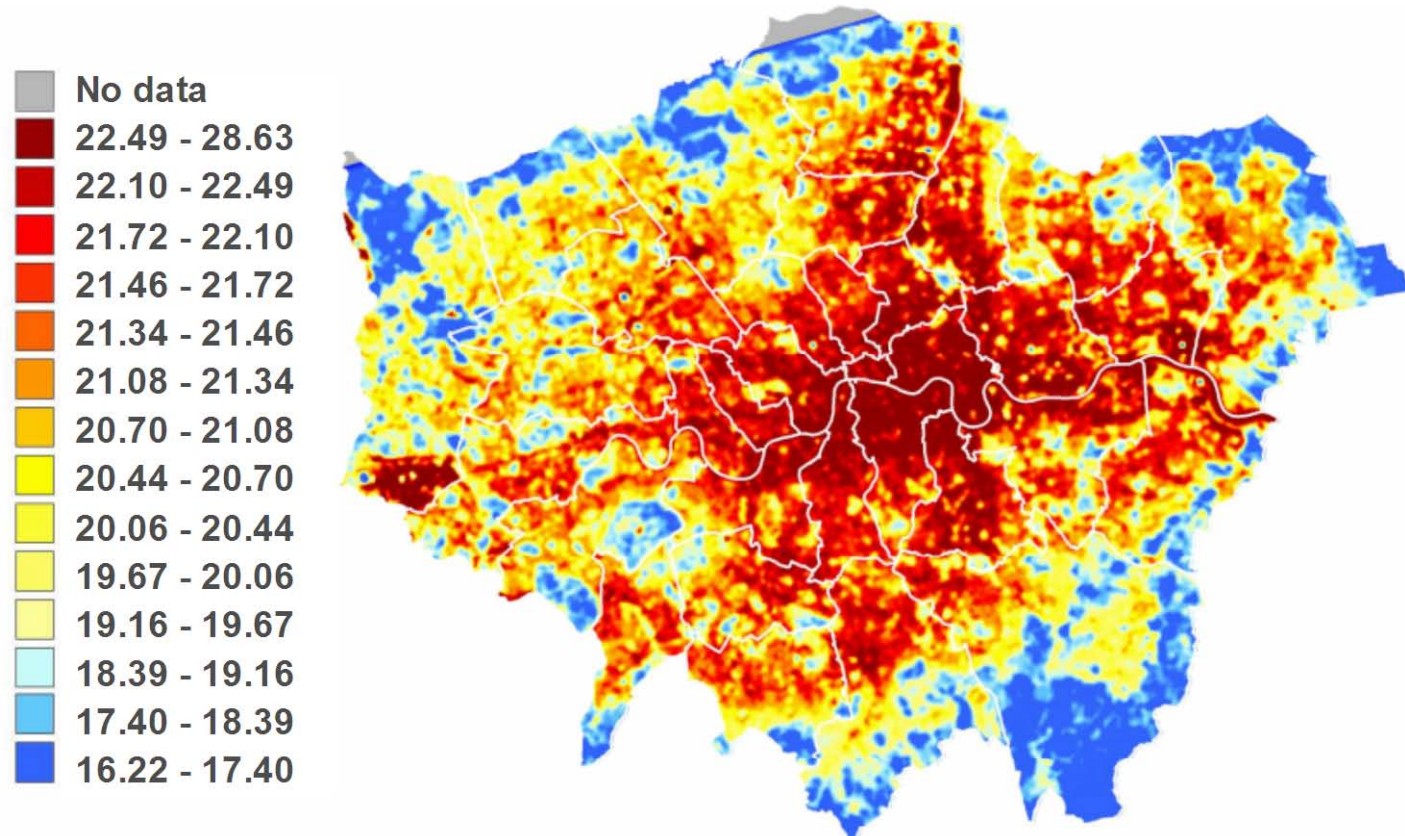 No data
22.49 - 28.63
22.10 - 22.49
21.72 - 22.10
21.46 - 21.72
21.34 - 21.46
21.08 - 21.34
20.70 - 21.08
20.44 - 20.70
20.06 - 20.44
19.67 - 20.06
19.16 - 19.67
18.39 - 19.16
17.40 - 18.39
16.22 - 17.40